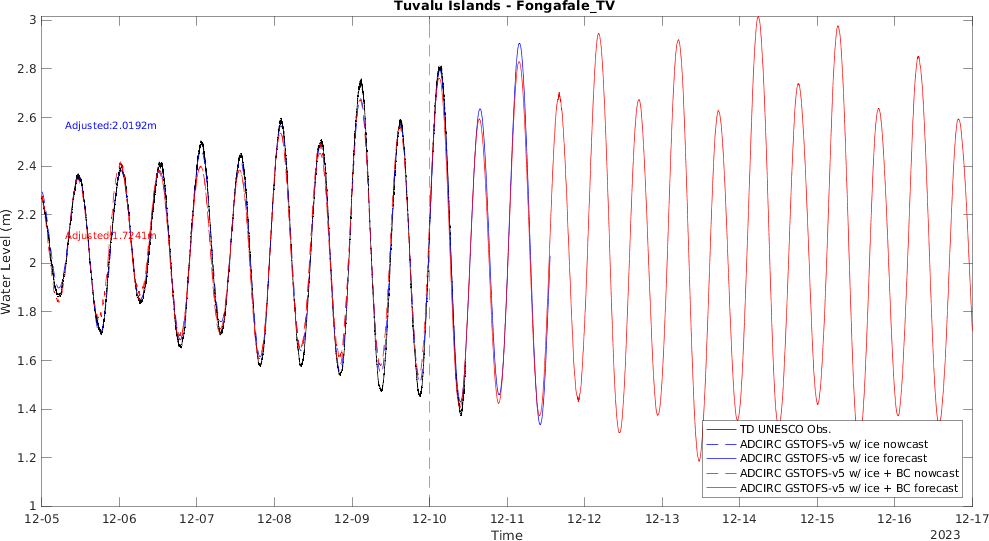 Tuvalu Islands - Fongafale_TV
3
2.8
2.6
2.4
2.2
2
1.8
1.6
1.4
1.2
1
Water Level (m)
Adjusted:2.0192m
Adjusted:1.7241m
TD UNESCO Obs.
ADCIRC GSTOFS-v5 w/ ice nowcast
ADCIRC GSTOFS-v5 w/ ice forecast
ADCIRC GSTOFS-v5 w/ ice + BC nowcast
ADCIRC GSTOFS-v5 w/ ice + BC forecast
12-05 12-06 12-07 12-08 12-09 12-10 12-11 12-12 12-13 12-14 12-15 12-16 12-17
Time
2023